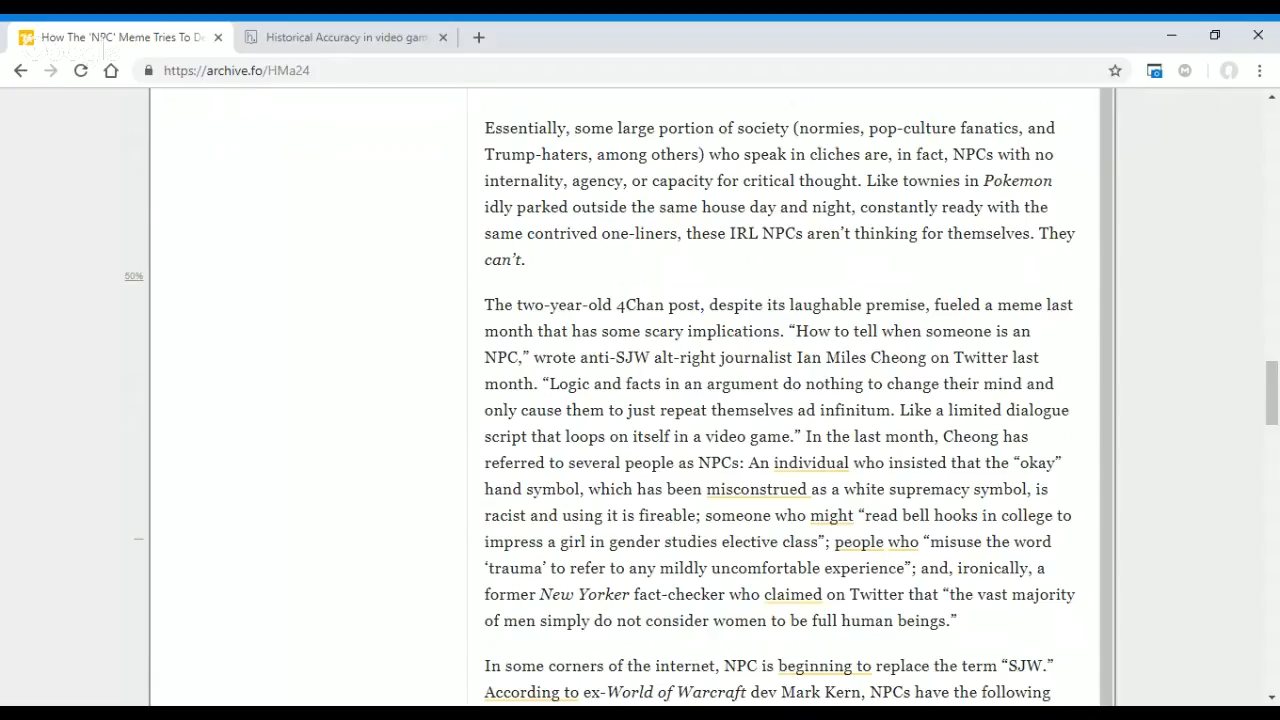 How The 'NPC' Meme Tries To De
Historical Accuracy in video gam
https://archive.fo/HMa24
Essentially, some large portion of society (normies, pop-culture fanatics, and
Trump-haters, among others) who speak in cliches are, in fact, NPCs with no
internality, agency, or capacity for critical thought. Like townies in Pokemon
idly parked outside the same house day and night, constantly ready with the
same contrived one-liners, these IRL NPCs aren’t thinking for themselves. They
can’t.
50%
The two-year-old 4Chan post, despite its laughable premise, fueled a meme last
month that has some scary implications. “How to tell when someone is an
NPC,” wrote anti-SJW alt-right journalist Ian Miles Cheong on Twitter last
month. “Logic and facts in an argument do nothing to change their mind and
only cause them to just repeat themselves ad infinitum. Like a limited dialogue
script that loops on itself in a video game.” In the last month, Cheong has
referred to several people as NPCs: An individual who insisted that the “okay”
hand symbol, which has been misconstrued as a white supremacy symbol, is
racist and using it is fireable; someone who might “read bell hooks in college to
impress a girl in gender studies elective class”; people who “misuse the word
‘trauma’ to refer to any mildly uncomfortable experience”; and, ironically, a
former New Yorker fact-checker who claimed on Twitter that “the vast majority
of men simply do not consider women to be full human beings.”
In some corners of the internet, NPC is beginning to replace the term “SJW.”
According to ex-World of Warcraft dev Mark Kern, NPCs have the following